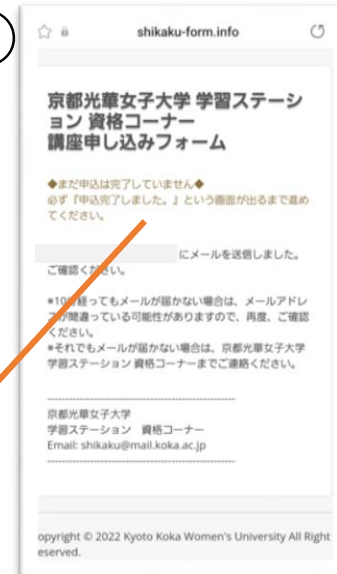 shikaku-form.info
京都光華女子大学 学習ステーシ
ョン 資格コーナー
講座申し込みフォーム
◆まだ申込は完了していません◆
必ず『申込完了しました。』という画面が出るまで進め
てください。
にメールを送信しました。
ご確認ください。
*10分経ってもメールが届かない場合は、メールアドレ
スが間違っている可能性がありますので、再度、ご確認
ください。
*それでもメールが届かない場合は、京都光華女子大学
学習ステーション 資格コーナーまでご連絡ください。
--------------------------------------------------
京都光華女子大学
学習ステーション 資格コーナー
Email: shikaku@mail.koka.ac.jp
--------------------------------------------------
opyright © 2022 Kyoto Koka Women's University All Right
eserved.